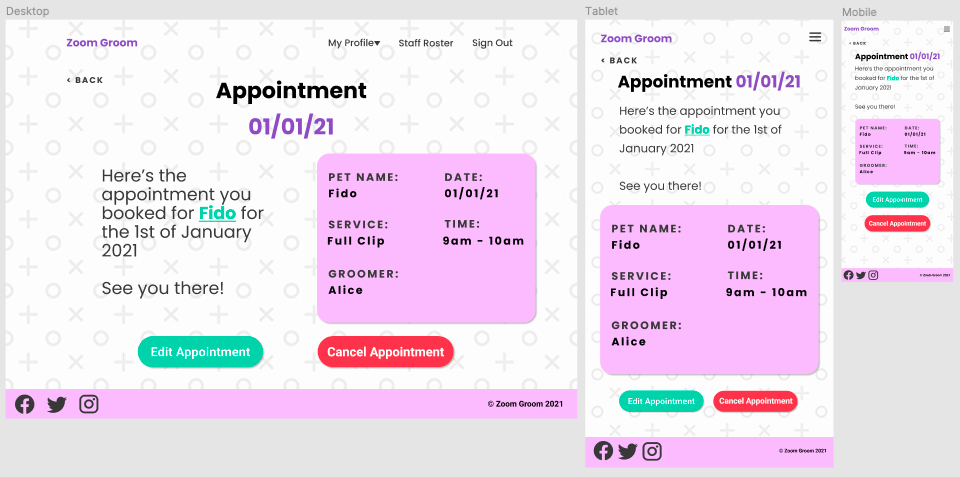 Desktop
Zoom Groom
My Profile▾ Staff Roster Sign Out
< BACK
Appointment
01/01/21
Here's the
appointment you
booked for Fido for
the 1st of January
2021
See you there!
PET NAME: DATE:
Fido 01/01/21
SERVICE: TIME:
Full Clip 9am - 10am
GROOMER:
Alice
Edit Appointment Cancel Appointment
© Zoom Groom 2021
Tablet
Zoom Groom
< BACK
Appointment 01/01/21
Here's the appointment you
booked for Fido for the 1st of
January 2021
See you there!
PET NAME: DATE:
Fido 01/01/21
SERVICE: TIME:
Full Clip 9am - 10am
GROOMER:
Alice
Edit Appointment Cancel Appointment
© Zoom Groom 2021
Mobile
Zoom Groom
< BACK
Appointment 01/01/21
Here's the appointment you
booked for Fido for the 1st of
January 2021
See you there!
PET NAME: DATE:
Fido 01/01/21
SERVICE: TIME:
Full Clip 9am - 10am
GROOMER:
Alice
Edit Appointment
Cancel Appointment
© Zoom Groom 2021